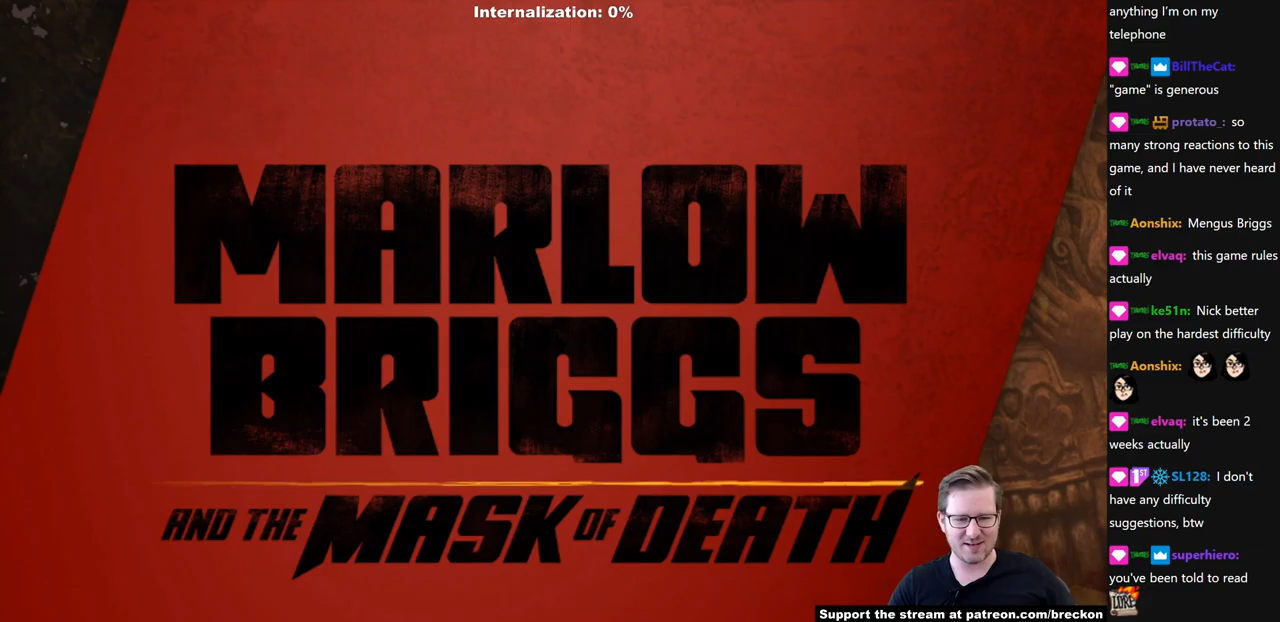 Internalization: 0%
MARLOW
BRIGGS
AND THE MASK OF DEATH
Support the stream at patreon.com/breckon
anything I'm on my
telephone
BillTheCat:
"game" is generous
protato_: so
many strong reactions to this
game, and I have never heard
of it
Aonshix: Mengus Briggs
elvaq: this game rules
actually
ke51n: Nick better
play on the hardest difficulty
Aonshix:
elvaq: it's been 2
weeks actually
1ST SL128: I don't
have any difficulty
suggestions, btw
superhiero:
you've been told to read
LORE